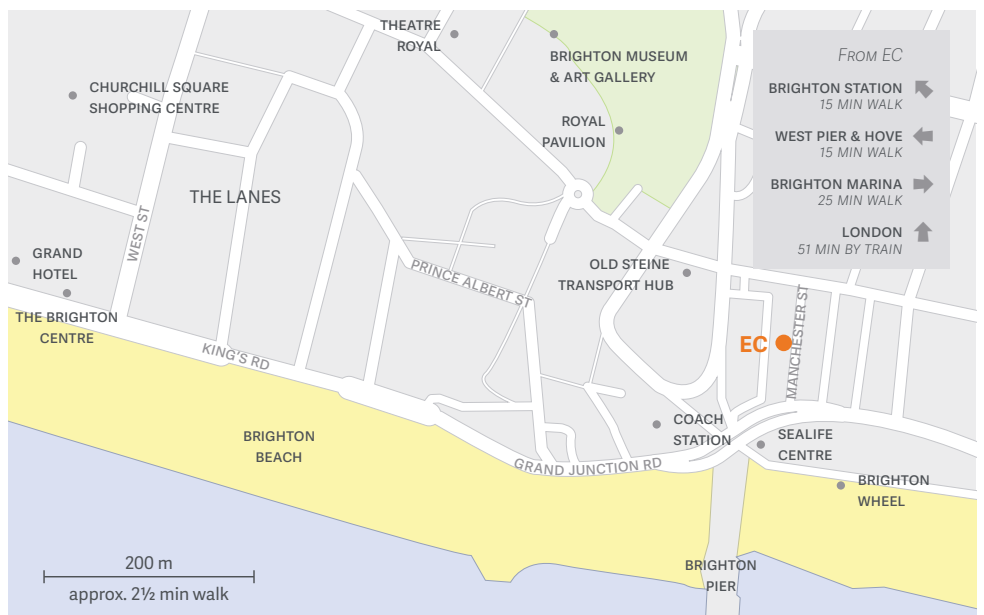 THEATRE
ROYAL
BRIGHTON MUSEUM
& ART GALLERY
CHURCHILL SQUARE
SHOPPING CENTRE
ROYAL
PAVILION
FROM EC
BRIGHTON STATION
15 MIN WALK
WEST PIER & HOVE
15 MIN WALK
BRIGHTON MARINA
25 MIN WALK
LONDON
51 MIN BY TRAIN
THE LANES
WEST ST
GRAND
HOTEL
PRINCE ALBERT ST
OLD STEINE
TRANSPORT HUB
THE BRIGHTON
CENTRE
KING'S RD
EC
MANCHESTER ST
COACH
STATION
SEALIFE
CENTRE
BRIGHTON
BEACH
GRAND JUNCTION RD
BRIGHTON
WHEEL
BRIGHTON
PIER
200 m
approx. 2½ min walk